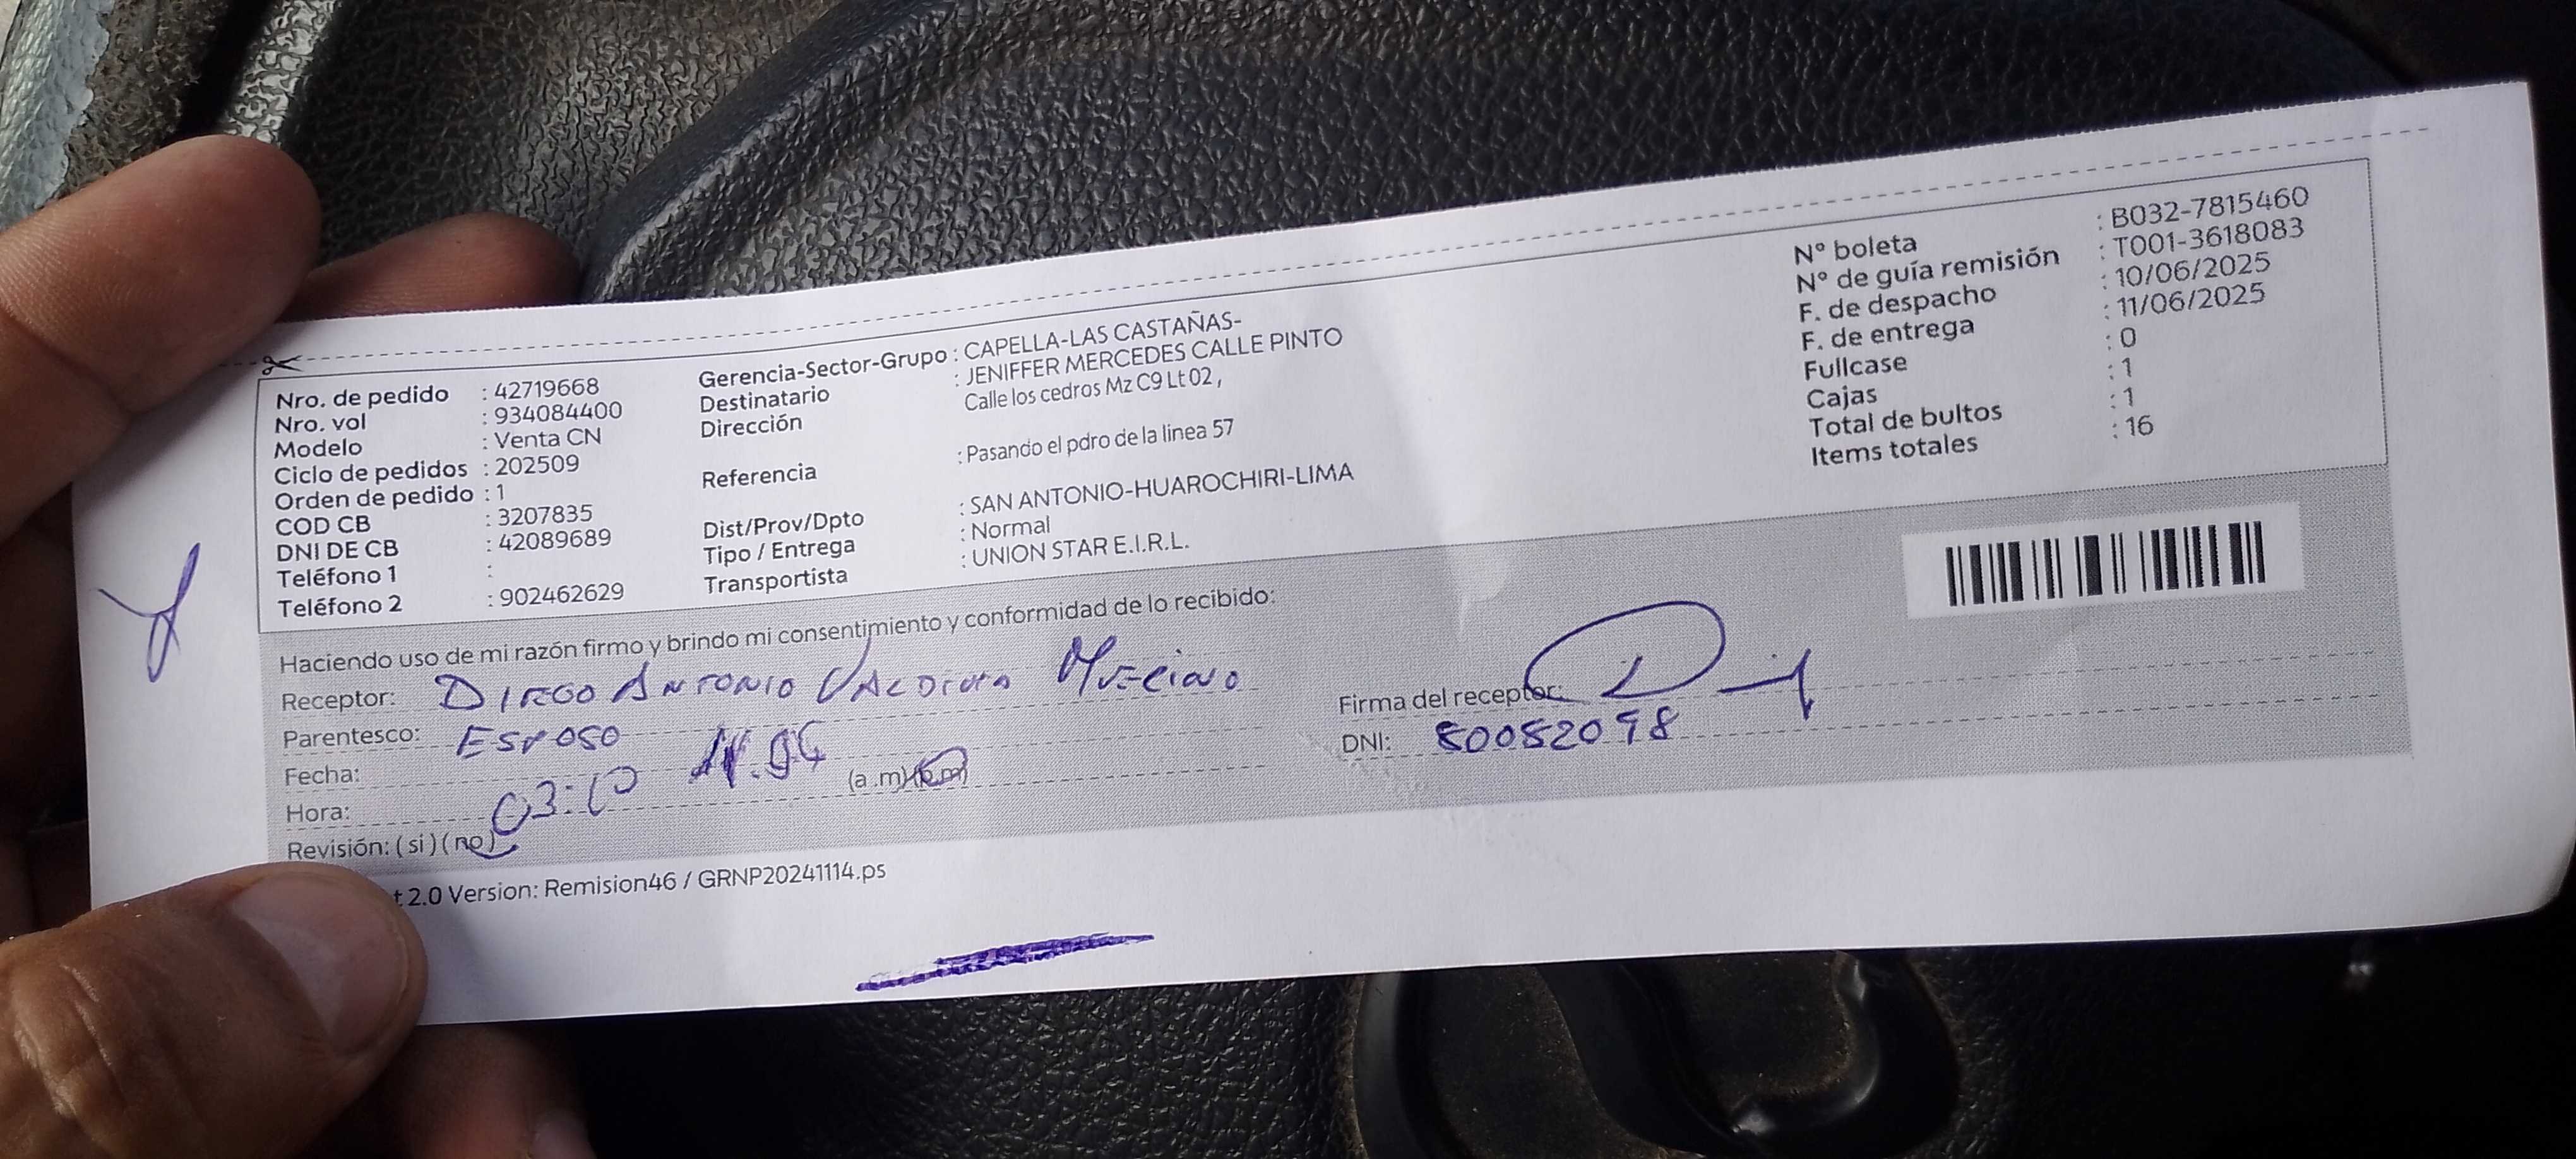 Nro. de pedido : 42719668
Nro. vol : 934084400
Modelo : Venta CN
Ciclo de pedidos : 202509
Orden de pedido : 1
COD CB : 3207835
DNI DE CB : 42089689
Teléfono 1 :
Teléfono 2 : 902462629
Gerencia-Sector-Grupo : CAPELLA-LAS CASTAÑAS-
Destinatario : JENIFFER MERCEDES CALLE PINTO
Dirección Calle los cedros Mz C9 Lt 02 ,
Referencia : Pasando el pdro de la linea 57
Dist/Prov/Dpto : SAN ANTONIO-HUAROCHIRI-LIMA
Tipo / Entrega : Normal
Transportista : UNION STAR E.I.R.L.
N° boleta : B032-7815460
N° de guía remisión : T001-3618083
F. de despacho : 10/06/2025
F. de entrega : 11/06/2025
Fullcase : 0
Cajas : 1
Total de bultos : 1
Items totales : 16
Haciendo uso de mi razón firmo y brindo mi consentimiento y conformidad de lo recibido:
Receptor: DIEGO ANTONIO
Parentesco: ESPOSO
Fecha:
Hora: 03:10 (a.m) (p.m)
Revisión: ( si ) ( no )
Firma del receptor:
DNI: 80082098
t 2.0 Version: Remision46 / GRNP20241114.ps